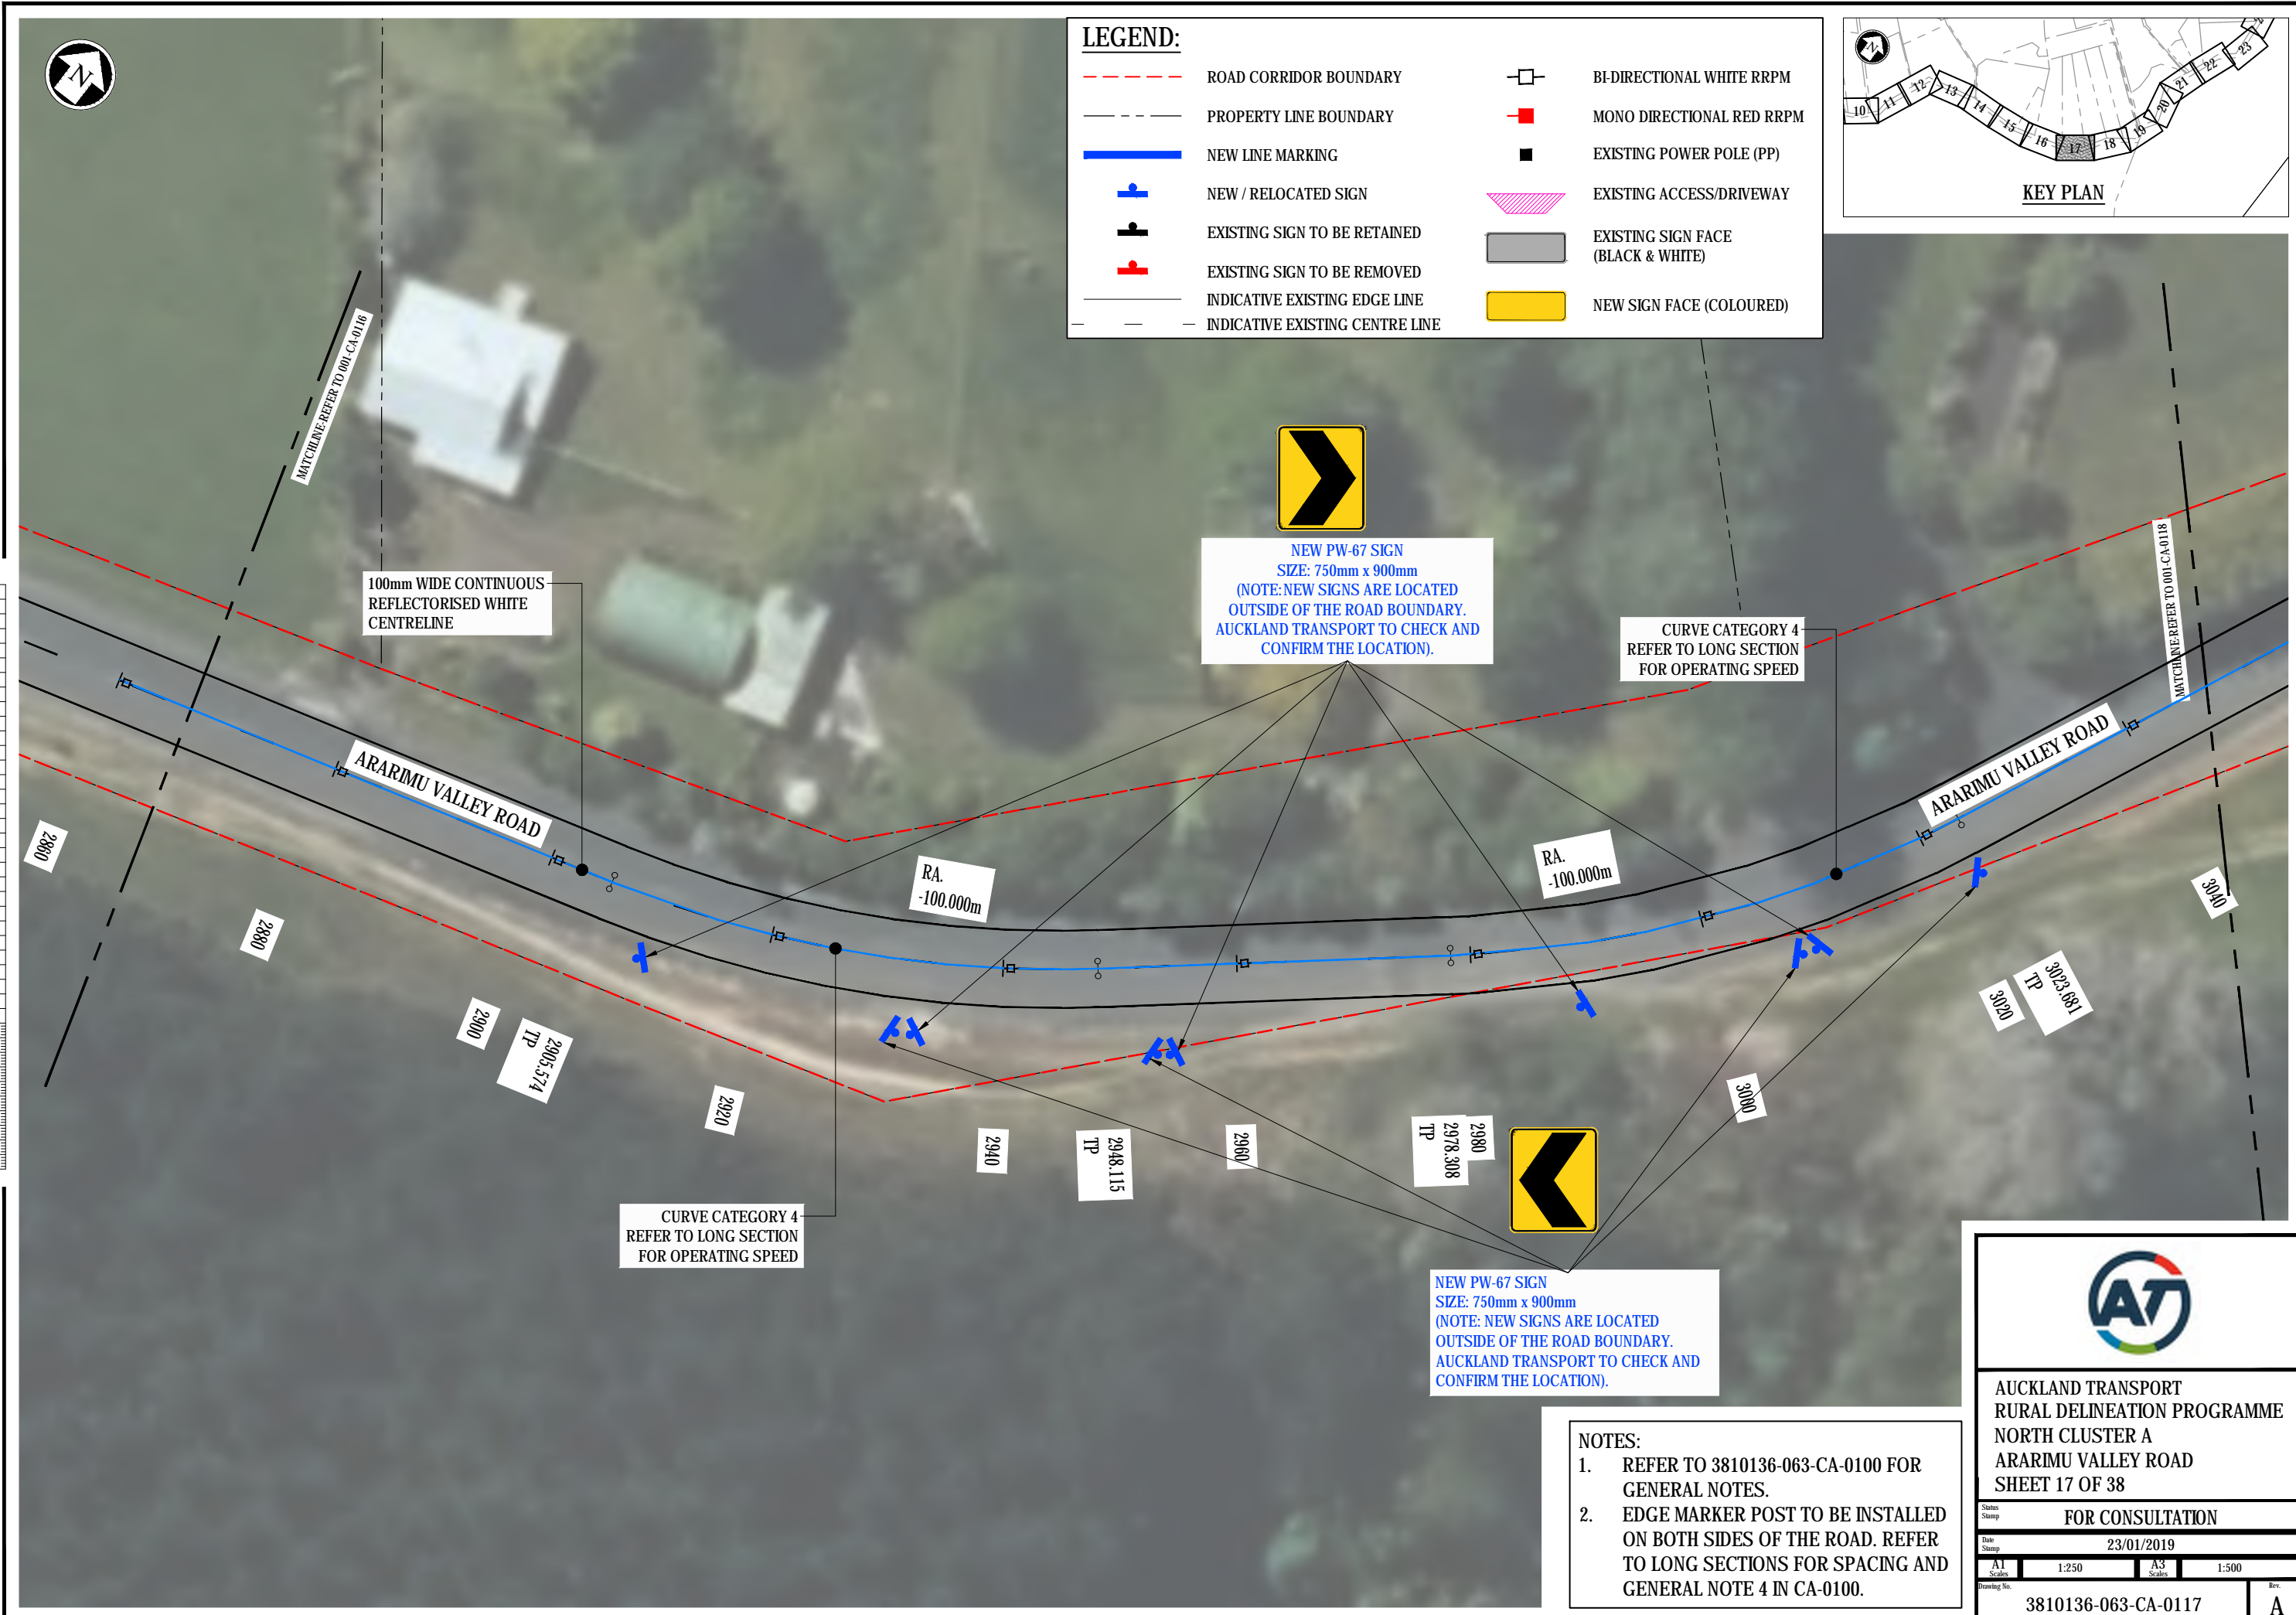 N
LEGEND:
ROAD CORRIDOR BOUNDARY
PROPERTY LINE BOUNDARY
NEW LINE MARKING
NEW / RELOCATED SIGN
EXISTING SIGN TO BE RETAINED
EXISTING SIGN TO BE REMOVED
INDICATIVE EXISTING EDGE LINE
INDICATIVE EXISTING CENTRE LINE
BI-DIRECTIONAL WHITE RRPM
MONO DIRECTIONAL RED RRPM
EXISTING POWER POLE (PP)
EXISTING ACCESS/DRIVEWAY
EXISTING SIGN FACE
(BLACK & WHITE)
NEW SIGN FACE (COLOURED)
N
10
11
12
13
14
15
16
17
18
19
20
21
22
23
KEY PLAN
MATCHLINE-REFER TO 001-CA-0116
100mm WIDE CONTINUOUS
REFLECTORISED WHITE
CENTRELINE
NEW PW-67 SIGN
SIZE: 750mm x 900mm
(NOTE:NEW SIGNS ARE LOCATED
OUTSIDE OF THE ROAD BOUNDARY.
AUCKLAND TRANSPORT TO CHECK AND
CONFIRM THE LOCATION).
CURVE CATEGORY 4
REFER TO LONG SECTION
FOR OPERATING SPEED
MATCHLINE-REFER TO 001-CA-0118
ARARIMU VALLEY ROAD
ARARIMU VALLEY ROAD
RA.
-100.000m
RA.
-100.000m
2860
2880
2900
2905.574
TP
2920
2940
2948.115
TP
2960
2978.308
TP
2980
3000
3020
3023.681
TP
3040
CURVE CATEGORY 4
REFER TO LONG SECTION
FOR OPERATING SPEED
NEW PW-67 SIGN
SIZE: 750mm x 900mm
(NOTE: NEW SIGNS ARE LOCATED
OUTSIDE OF THE ROAD BOUNDARY.
AUCKLAND TRANSPORT TO CHECK AND
CONFIRM THE LOCATION).
NOTES:
1. REFER TO 3810136-063-CA-0100 FOR
GENERAL NOTES.
2. EDGE MARKER POST TO BE INSTALLED
ON BOTH SIDES OF THE ROAD. REFER
TO LONG SECTIONS FOR SPACING AND
GENERAL NOTE 4 IN CA-0100.
AT
AUCKLAND TRANSPORT
RURAL DELINEATION PROGRAMME
NORTH CLUSTER A
ARARIMU VALLEY ROAD
SHEET 17 OF 38
Status
Stamp
FOR CONSULTATION
Date
Stamp
23/01/2019
A1
Scales
1:250
A3
Scales
1:500
Drawing No.
3810136-063-CA-0117
Rev.
A